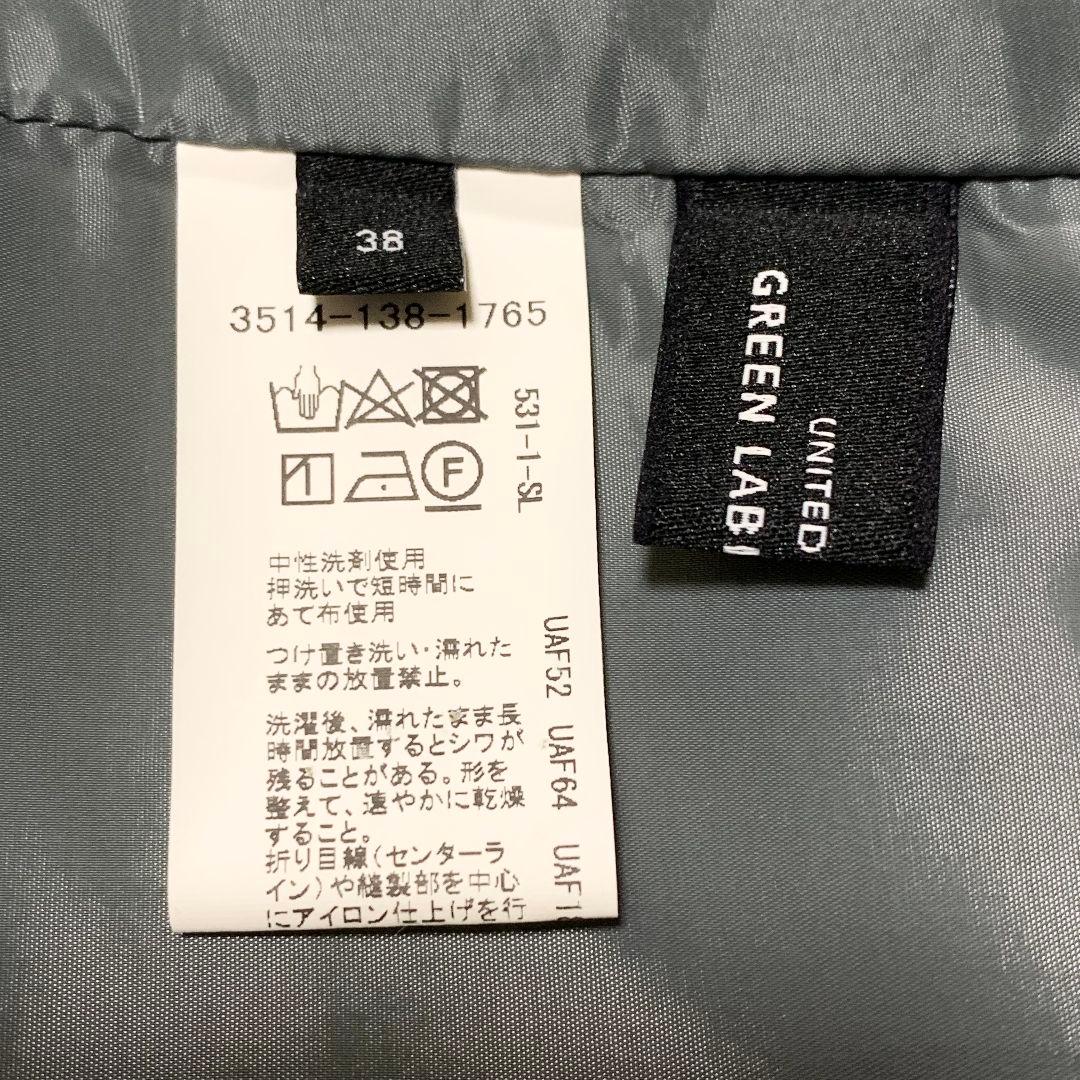 38
3514-138-1765
F
531-1-SL
中性洗剤使用
押洗いで短時間に
あて布使用
つけ置き洗い・濡れた
ままの放置禁止。
洗濯後、濡れたまま長
時間放置するとシワが
残ることがある。形を
整えて、速やかに乾燥
すること。
折り目線(センターラ
イン)や縫製部を中心
にアイロン仕上げを行
UAF52 UAF64
GREEN
UNITED